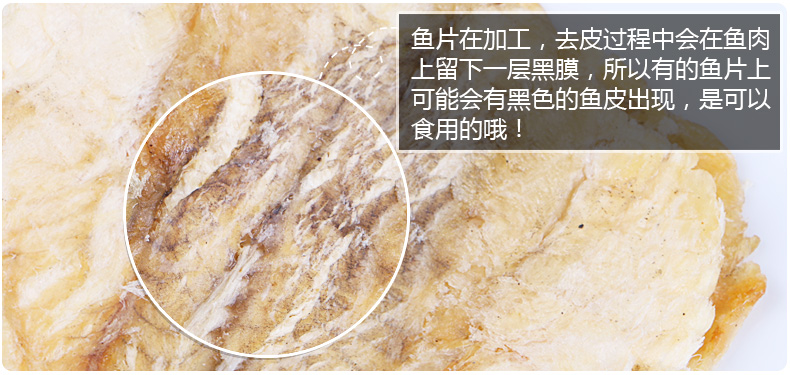 鱼片在加工，去皮过程中会在鱼肉
上留下一层黑膜，所以有的鱼片上
可能会有黑色的鱼皮出现，是可以
食用的哦！